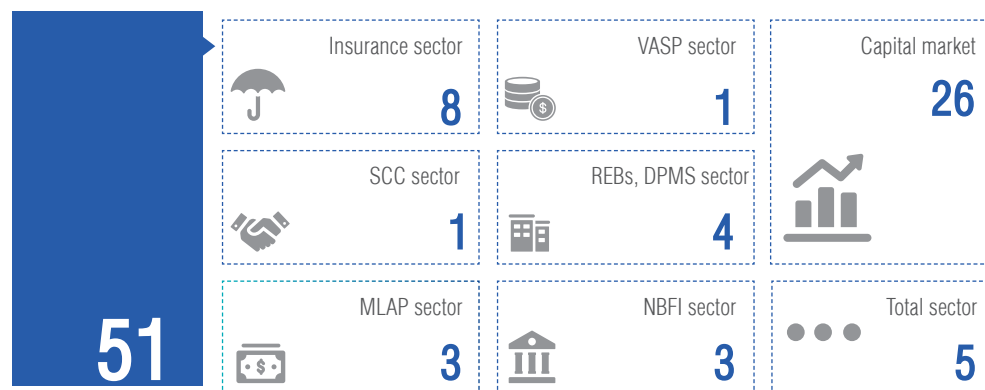 51
Insurance sector
8
VASP sector
1
Capital market
26
SCC sector
1
REBs, DPMS sector
4
MLAP sector
3
NBFI sector
3
Total sector
5